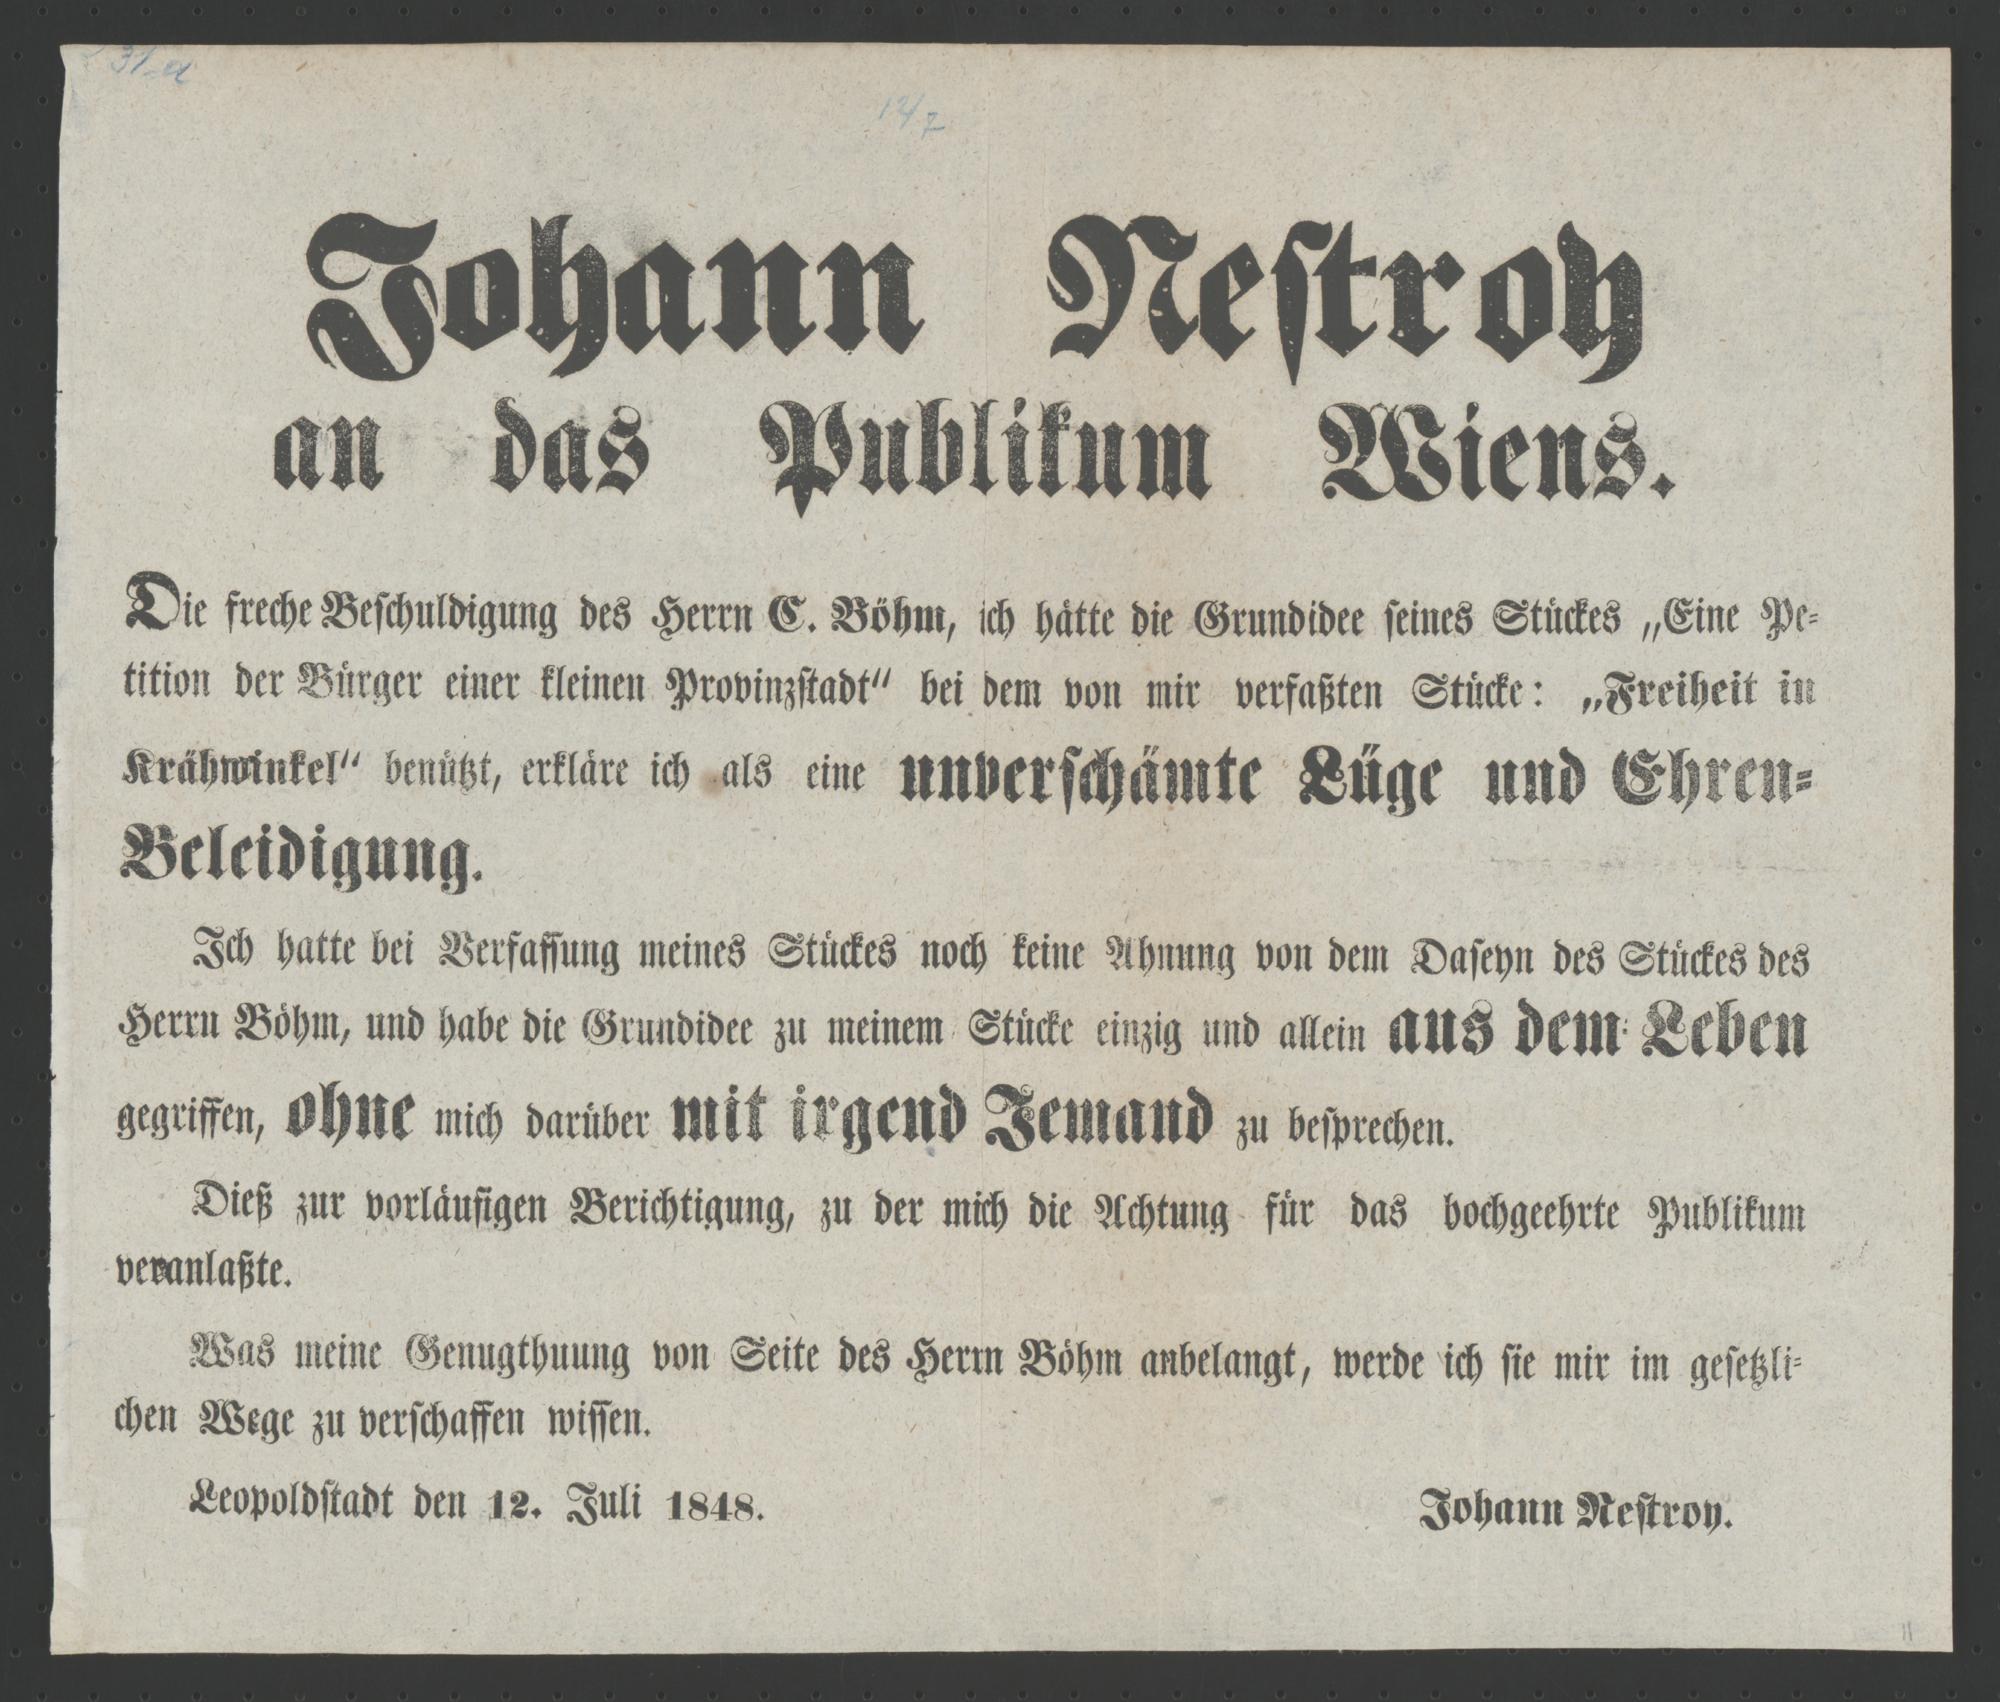 31-a
12/7
Johann Nestroy
an das Publikum Wiens.
Die freche Beschuldigung des Herrn C. Böhm, ich hätte die Grundidee seines Stückes „Eine Pe-
tition der Bürger einer kleinen Provinzstadt“ bei dem von mir verfaßten Stücke: „Freiheit in
Krähwinkel“ benützt, erkläre ich als eine unverschämte Lüge und Ehren-
Beleidigung.
Ich hatte bei Verfassung meines Stückes noch keine Ahnung von dem Daseyn des Stückes des
Herrn Böhm, und habe die Grundidee zu meinem Stücke einzig und allein aus dem Leben
gegriffen, ohne mich darüber mit irgend Jemand zu besprechen.
Dieß zur vorläufigen Berichtigung, zu der mich die Achtung für das hochgeehrte Publikum
veranlaßte.
Was meine Genugthuung von Seite des Herrn Böhm anbelangt, werde ich sie mir im gesetzli-
chen Wege zu verschaffen wissen.
Leopoldstadt den 12. Juli 1848. Johann Nestroy.
11